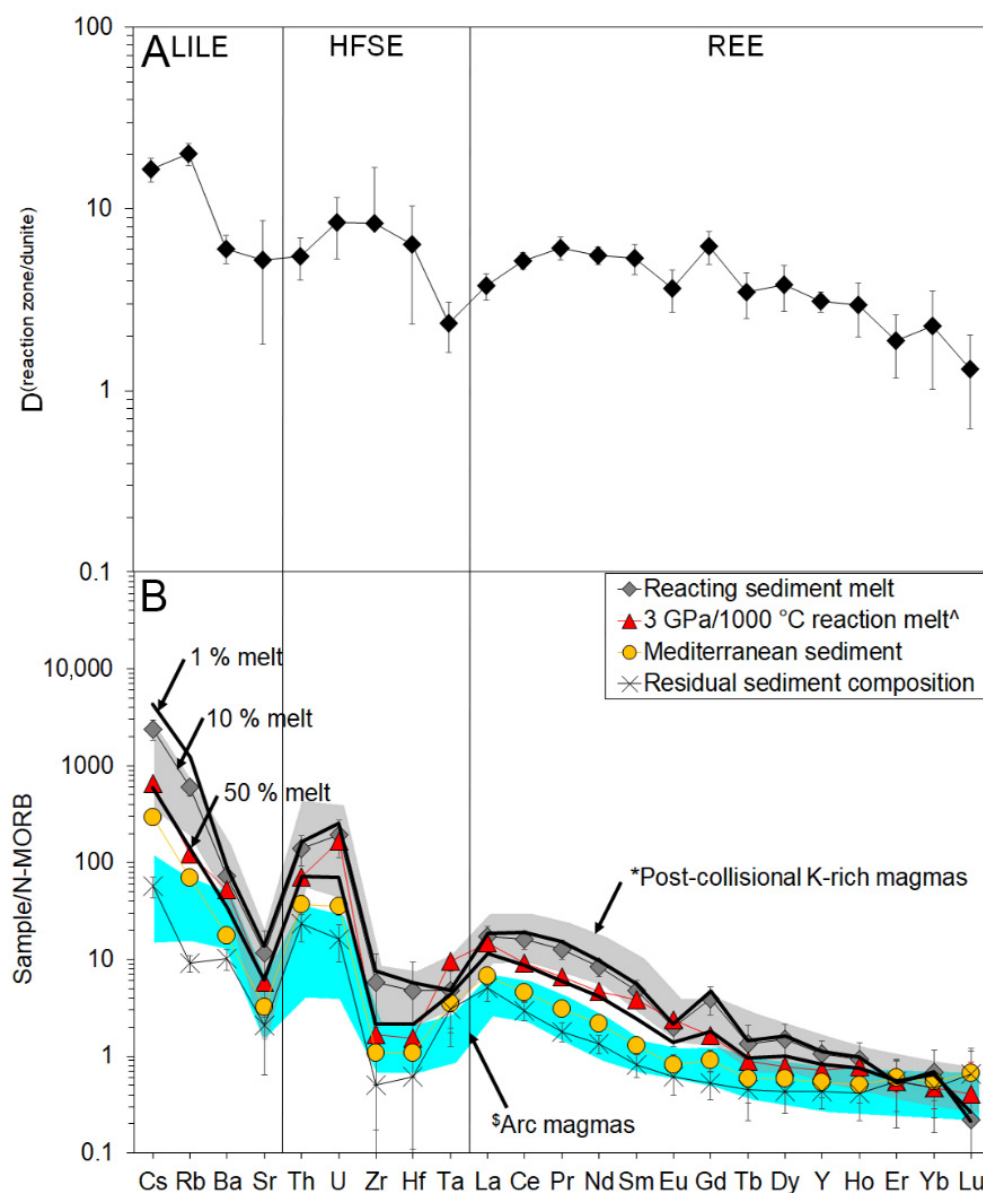 A LILE HFSE REE
100
10
1
0.1
D(reaction zone/dunite)
B
Reacting sediment melt
3 GPa/1000 °C reaction melt^
Mediterranean sediment
Residual sediment composition
10,000
1000
100
10
1
0.1
Sample/N-MORB
1 % melt
10 % melt
50 % melt
*Post-collisional K-rich magmas
$Arc magmas
Cs Rb Ba Sr Th U Zr Hf Ta La Ce Pr Nd Sm Eu Gd Tb Dy Y Ho Er Yb Lu